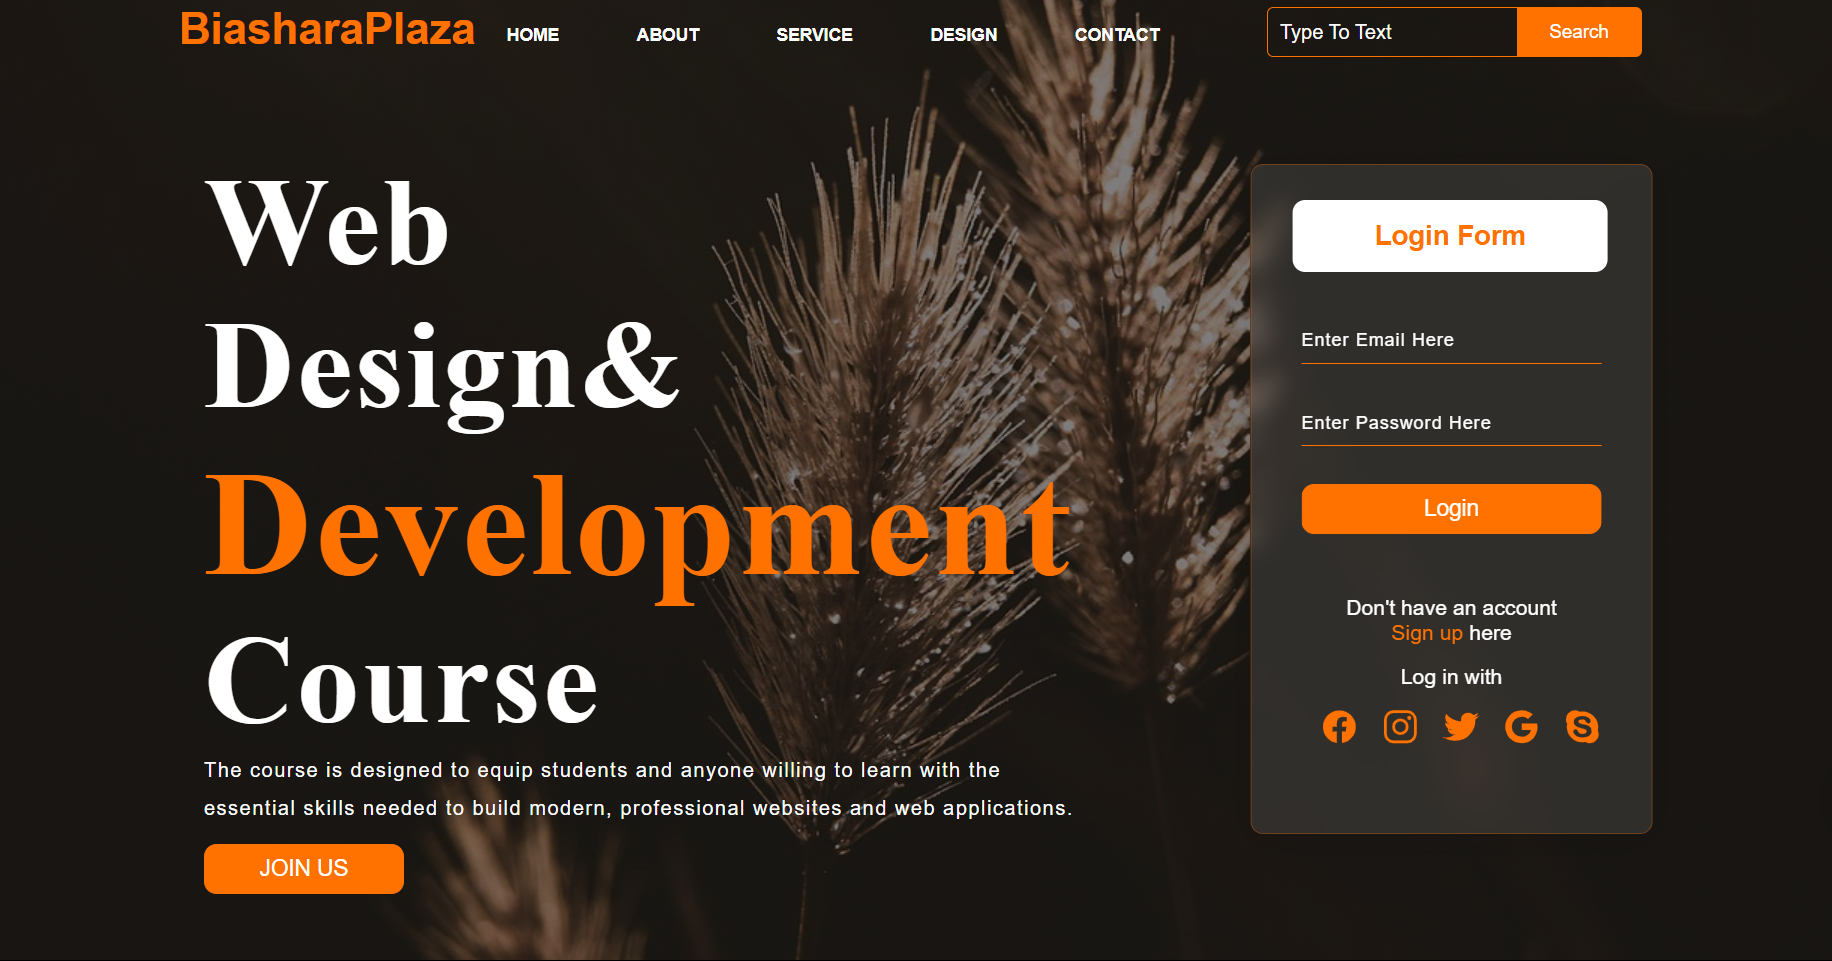 BiasharaPlaza
HOME ABOUT SERVICE DESIGN CONTACT
Type To Text Search
Web
Design&
Development
Course
The course is designed to equip students and anyone willing to learn with the
essential skills needed to build modern, professional websites and web applications.
JOIN US
Login Form
Enter Email Here
Enter Password Here
Login
Don't have an account
Sign up here
Log in with